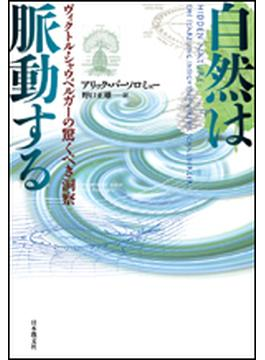 自然は
脈動する
ヴィクトル・シャウベルガーの驚くべき洞察
アリック・バーソロミュー
野口正雄 訳
HIDDEN NATURE
日本教文社